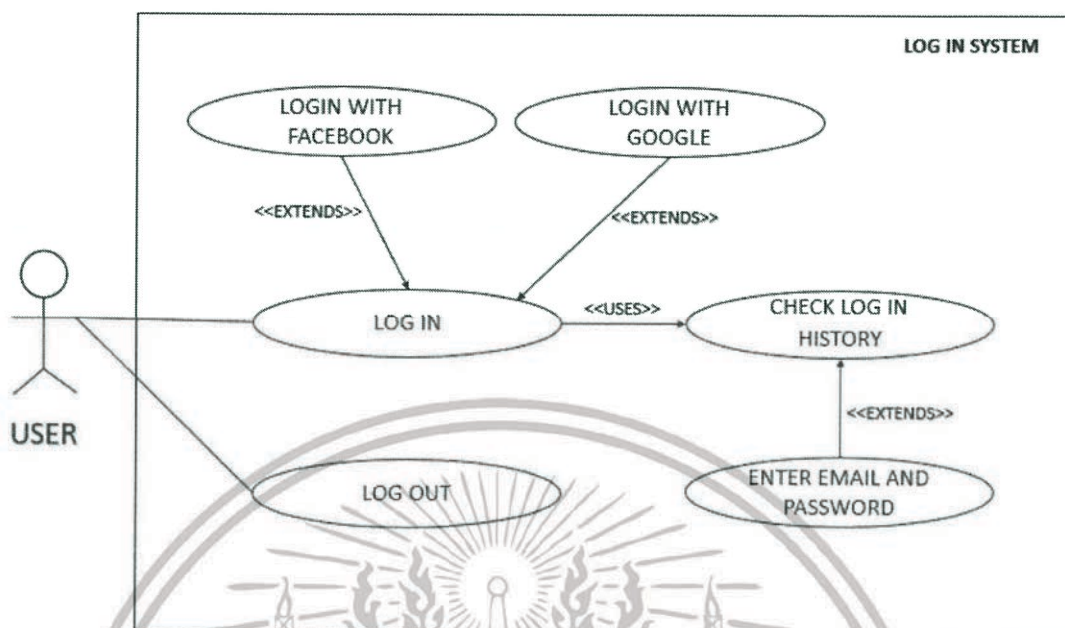 LOG IN SYSTEM
LOGIN WITH
FACEBOOK
LOGIN WITH
GOOGLE
<<EXTENDS>>
<<EXTENDS>>
LOG IN
<<USES>>
CHECK LOG IN
HISTORY
USER
<<EXTENDS>>
LOG OUT
ENTER EMAIL AND
PASSWORD